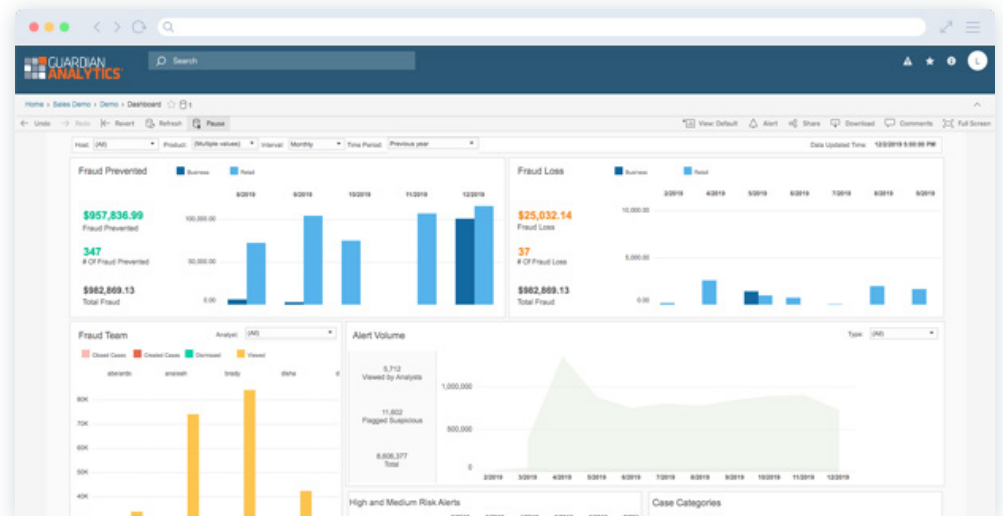 GUARDIAN
ANALYTICS
Search
L
Home › Sales Demo › Demo › Dashboard 1
Undo Redo Revert Refresh Pause View: Default Alert Share Download Comments Full Screen
Host: (All) Product: (Multiple values) Interval: Monthly Time Period: Previous year Data Updated Time: 12/2/2019 5:00:00 PM
Fraud Prevented Business Retail
8/2019 9/2019 10/2019 11/2019 12/2019
$957,836.99
Fraud Prevented
347
# Of Fraud Prevented
$982,869.13
Total Fraud
100,000.00
50,000.00
0.00
Fraud Loss Business Retail
2/2019 4/2019 5/2019 6/2019 7/2019 8/2019 9/2019
$25,032.14
Fraud Loss
37
# Of Fraud Loss
$982,869.13
Total Fraud
10,000.00
5,000.00
0.00
Fraud Team Analyst: (All)
Closed Cases Created Cases Dismissed Viewed
brady disha d
80K
70K
60K
50K
40K
Alert Volume Type: (All)
5,712
Viewed by Analysts
11,602
Flagged Suspicious
8,606,377
Total
1,000,000
500,000
0
2/2019 3/2019 4/2019 5/2019 6/2019 7/2019 8/2019 9/2019 10/2019 11/2019 12/2019
High and Medium Risk Alerts
Case Categories